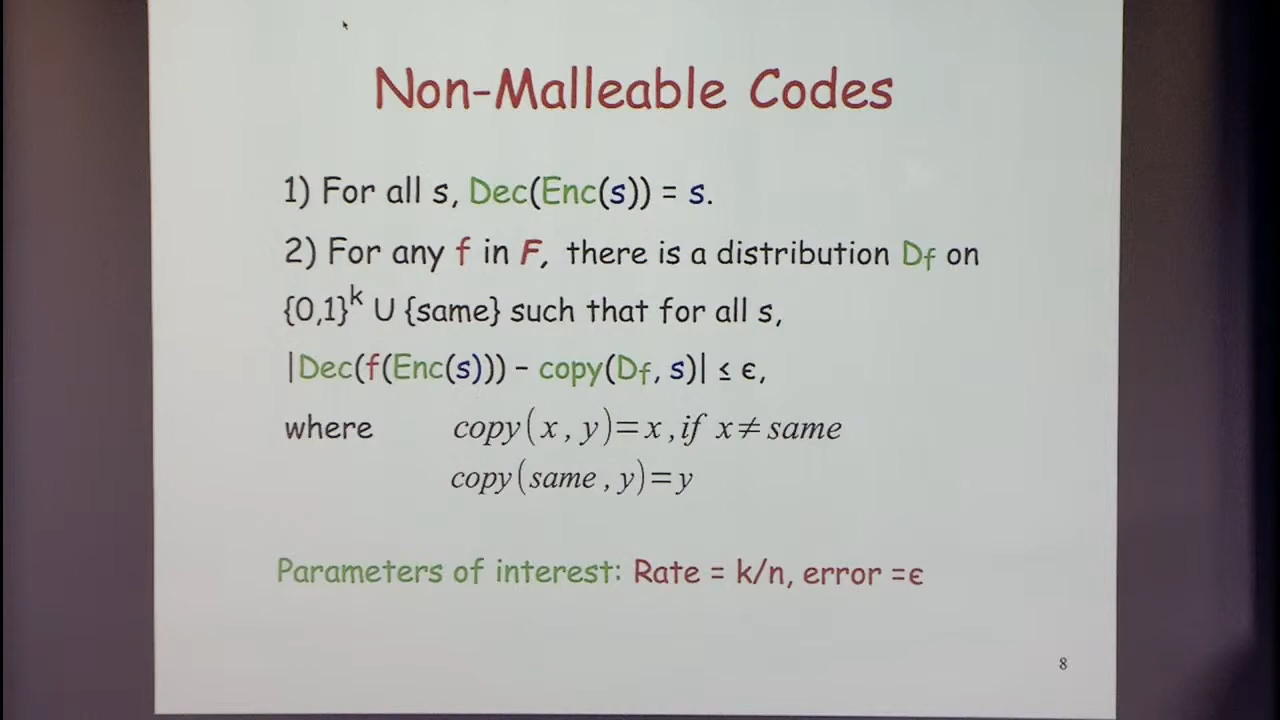 Non-Malleable Codes
1) For all s, Dec(Enc(s)) = s.
2) For any f in F, there is a distribution Df on
{0,1}^k U {same} such that for all s,
|Dec(f(Enc(s))) - copy(Df, s)| ≤ ϵ,
where copy(x, y)=x, if x≠same
copy(same, y)=y
Parameters of interest: Rate = k/n, error =ϵ
8